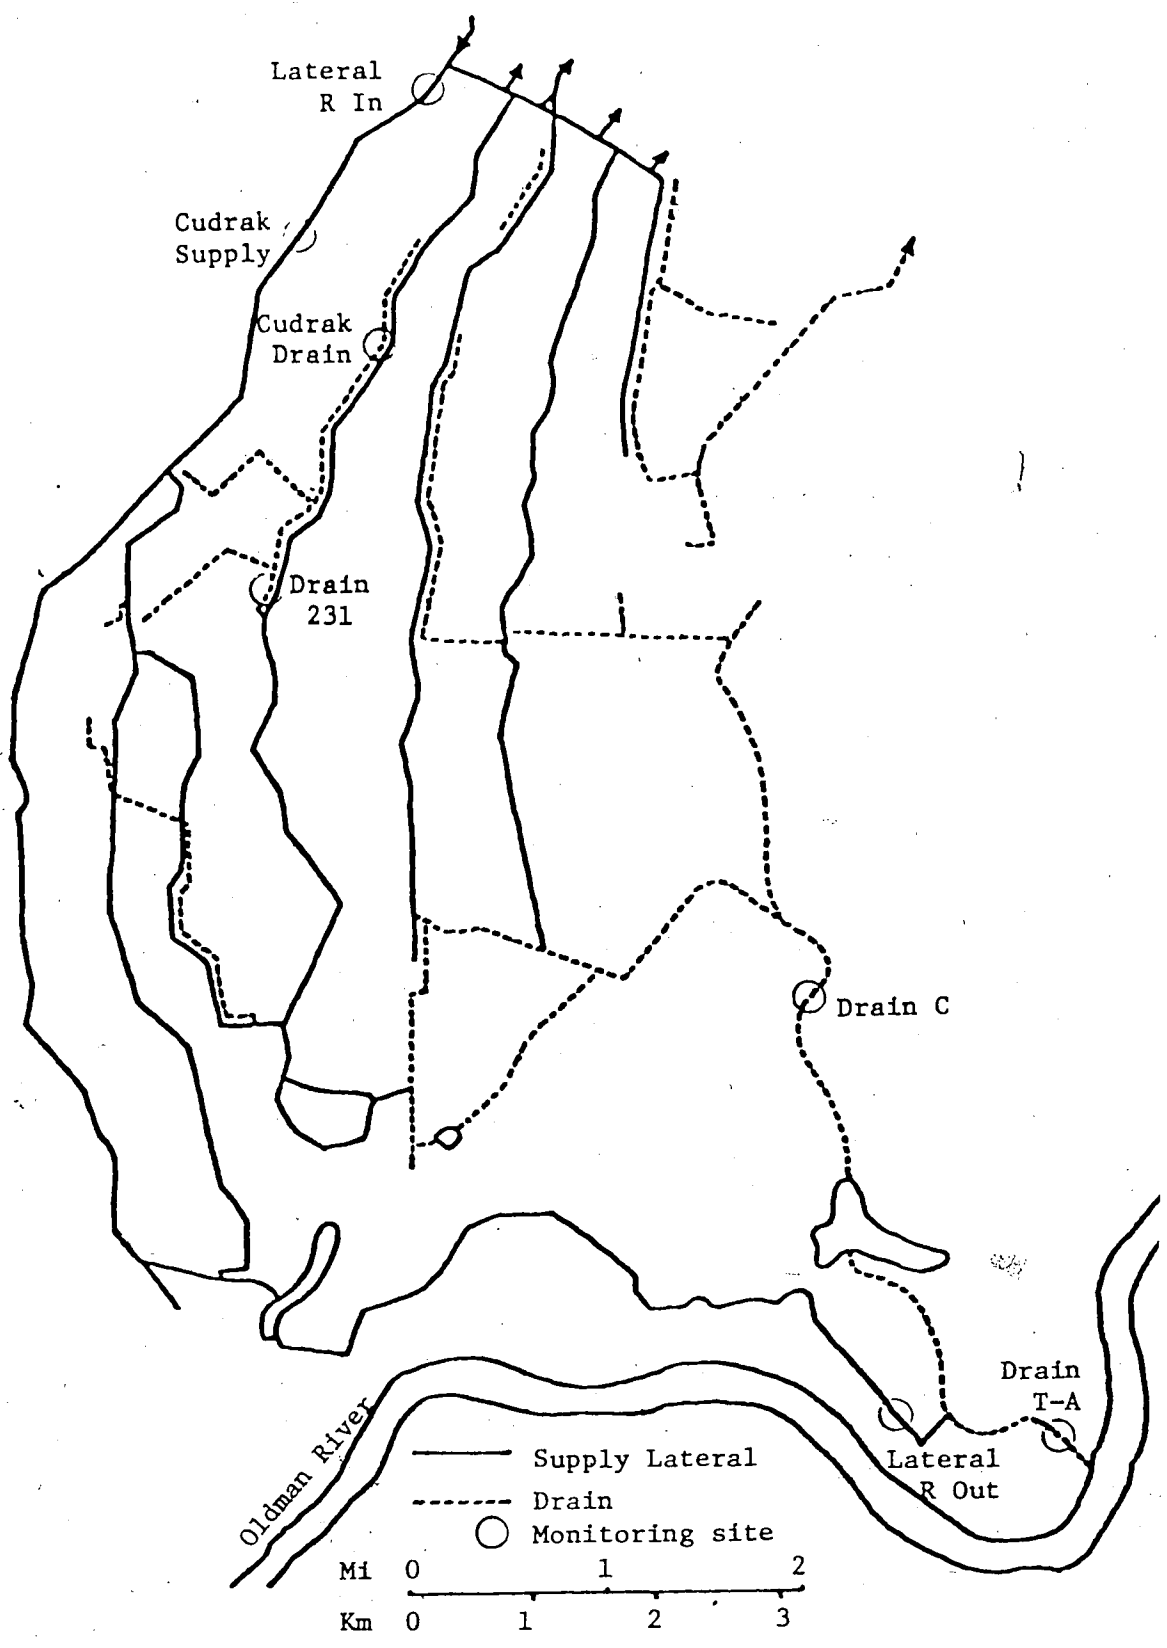 Lateral
R In
Cudrak
Supply
Cudrak
Drain
Drain
231
Drain C
Drain
T-A
Lateral
R Out
Oldman River
Supply Lateral
Drain
Monitoring site
Mi 0 1 2
Km 0 1 2 3